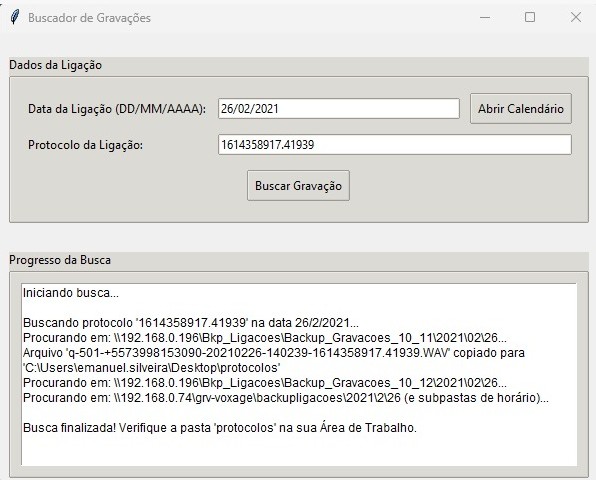 Buscador de Gravações
Dados da Ligação
Data da Ligação (DD/MM/AAAA): 26/02/2021 Abrir Calendário
Protocolo da Ligação: 1614358917.41939
Buscar Gravação
Progresso da Busca
Iniciando busca...
Buscando protocolo '1614358917.41939' na data 26/2/2021...
Procurando em: \\192.168.0.196\Bkp_Ligacoes\Backup_Gravacoes_10_11\2021\02\26...
Arquivo 'q-501-+5573998153090-20210226-140239-1614358917.41939.WAV' copiado para
'C:\Users\emanuel.silveira\Desktop\protocolos'
Procurando em: \\192.168.0.196\Bkp_Ligacoes\Backup_Gravacoes_10_12\2021\02\26...
Procurando em: \\192.168.0.74\grv-voxage\backupligacoes\2021\2\26 (e subpastas de horário)...
Busca finalizada! Verifique a pasta 'protocolos' na sua Área de Trabalho.